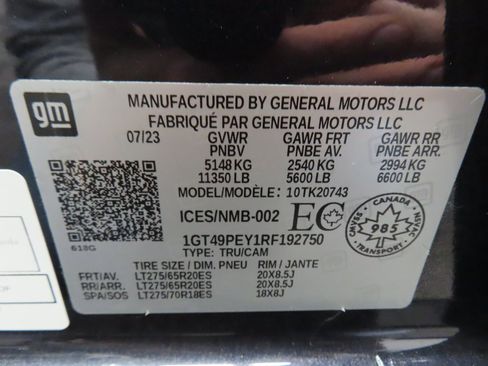 gm
MANUFACTURED BY GENERAL MOTORS LLC
FABRIQUÉ PAR GENERAL MOTORS LLC
07/23 GVWR GAWR FRT GAWR RR
PNBV PNBE AV. PNBE ARR.
5148 KG 2540 KG 2994 KG
11350 LB 5600 LB 6600 LB
MODEL/MODÈLE: 10TK20743
ICES/NMB-002 EC
CANADA
985
TRANSPORT
1GT49PEY1RF192750
618G
TYPE: TRU/CAM
TIRE SIZE / DIM. PNEU RIM / JANTE
FRT/AV. LT275/65R20ES 20X8.5J
RR/ARR. LT275/65R20ES 20X8.5J
SPA/SOS LT275/70R18ES 18X8J
OF